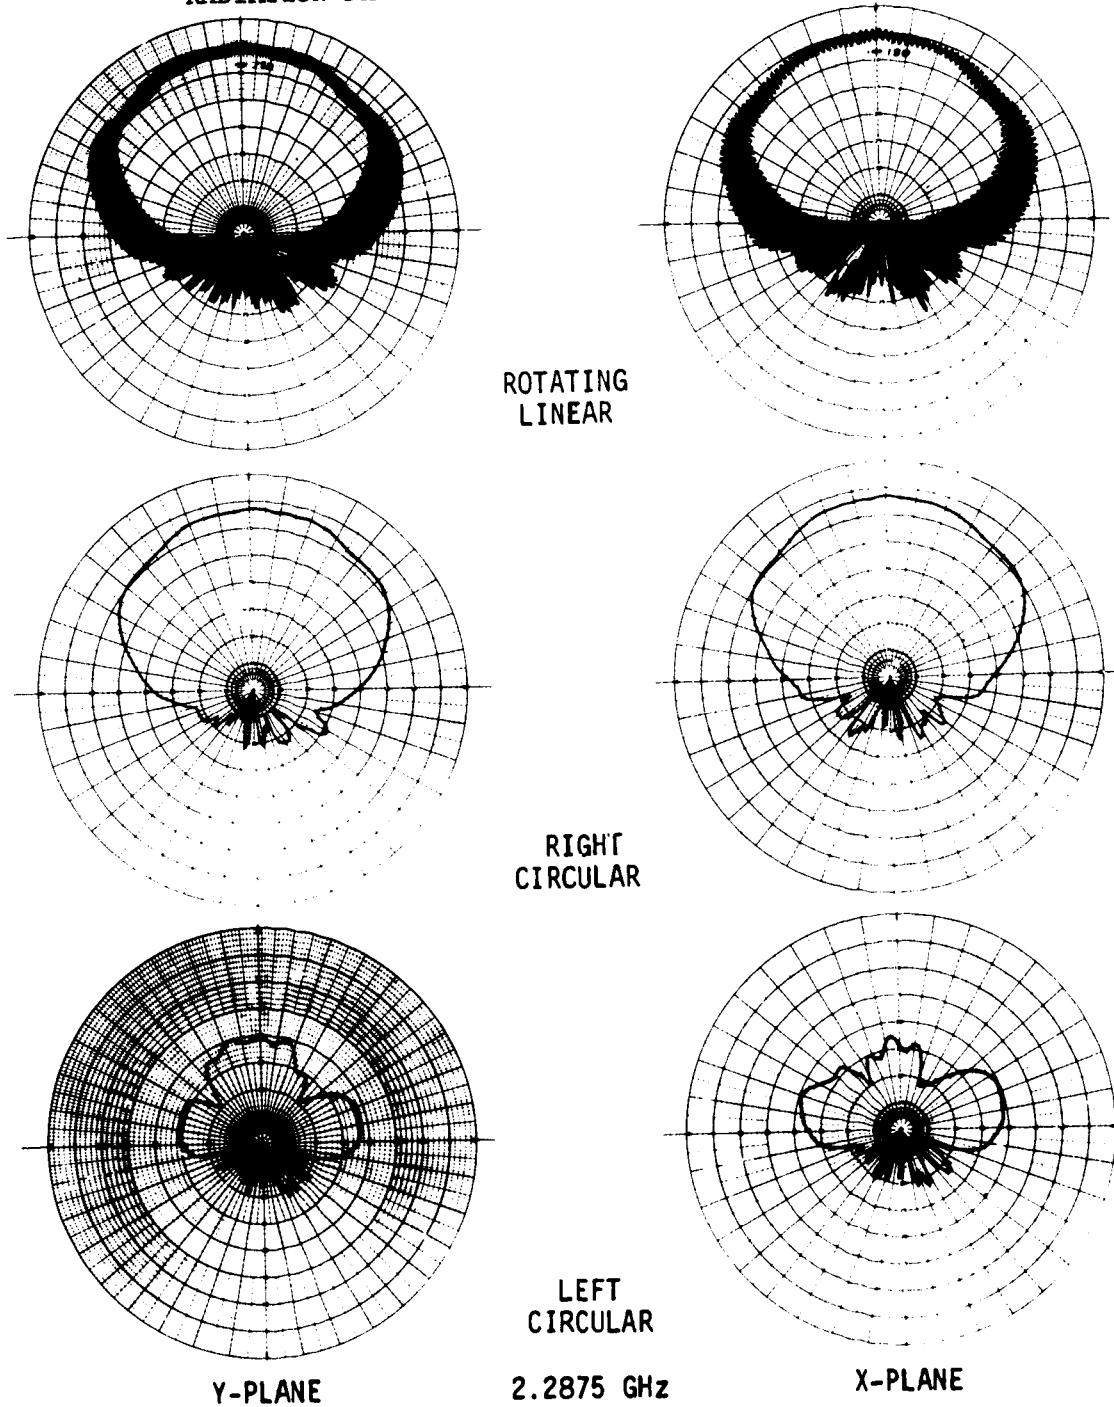 ROTATING
LINEAR
RIGHT
CIRCULAR
LEFT
CIRCULAR
Y-PLANE
2.2875 GHz
X-PLANE